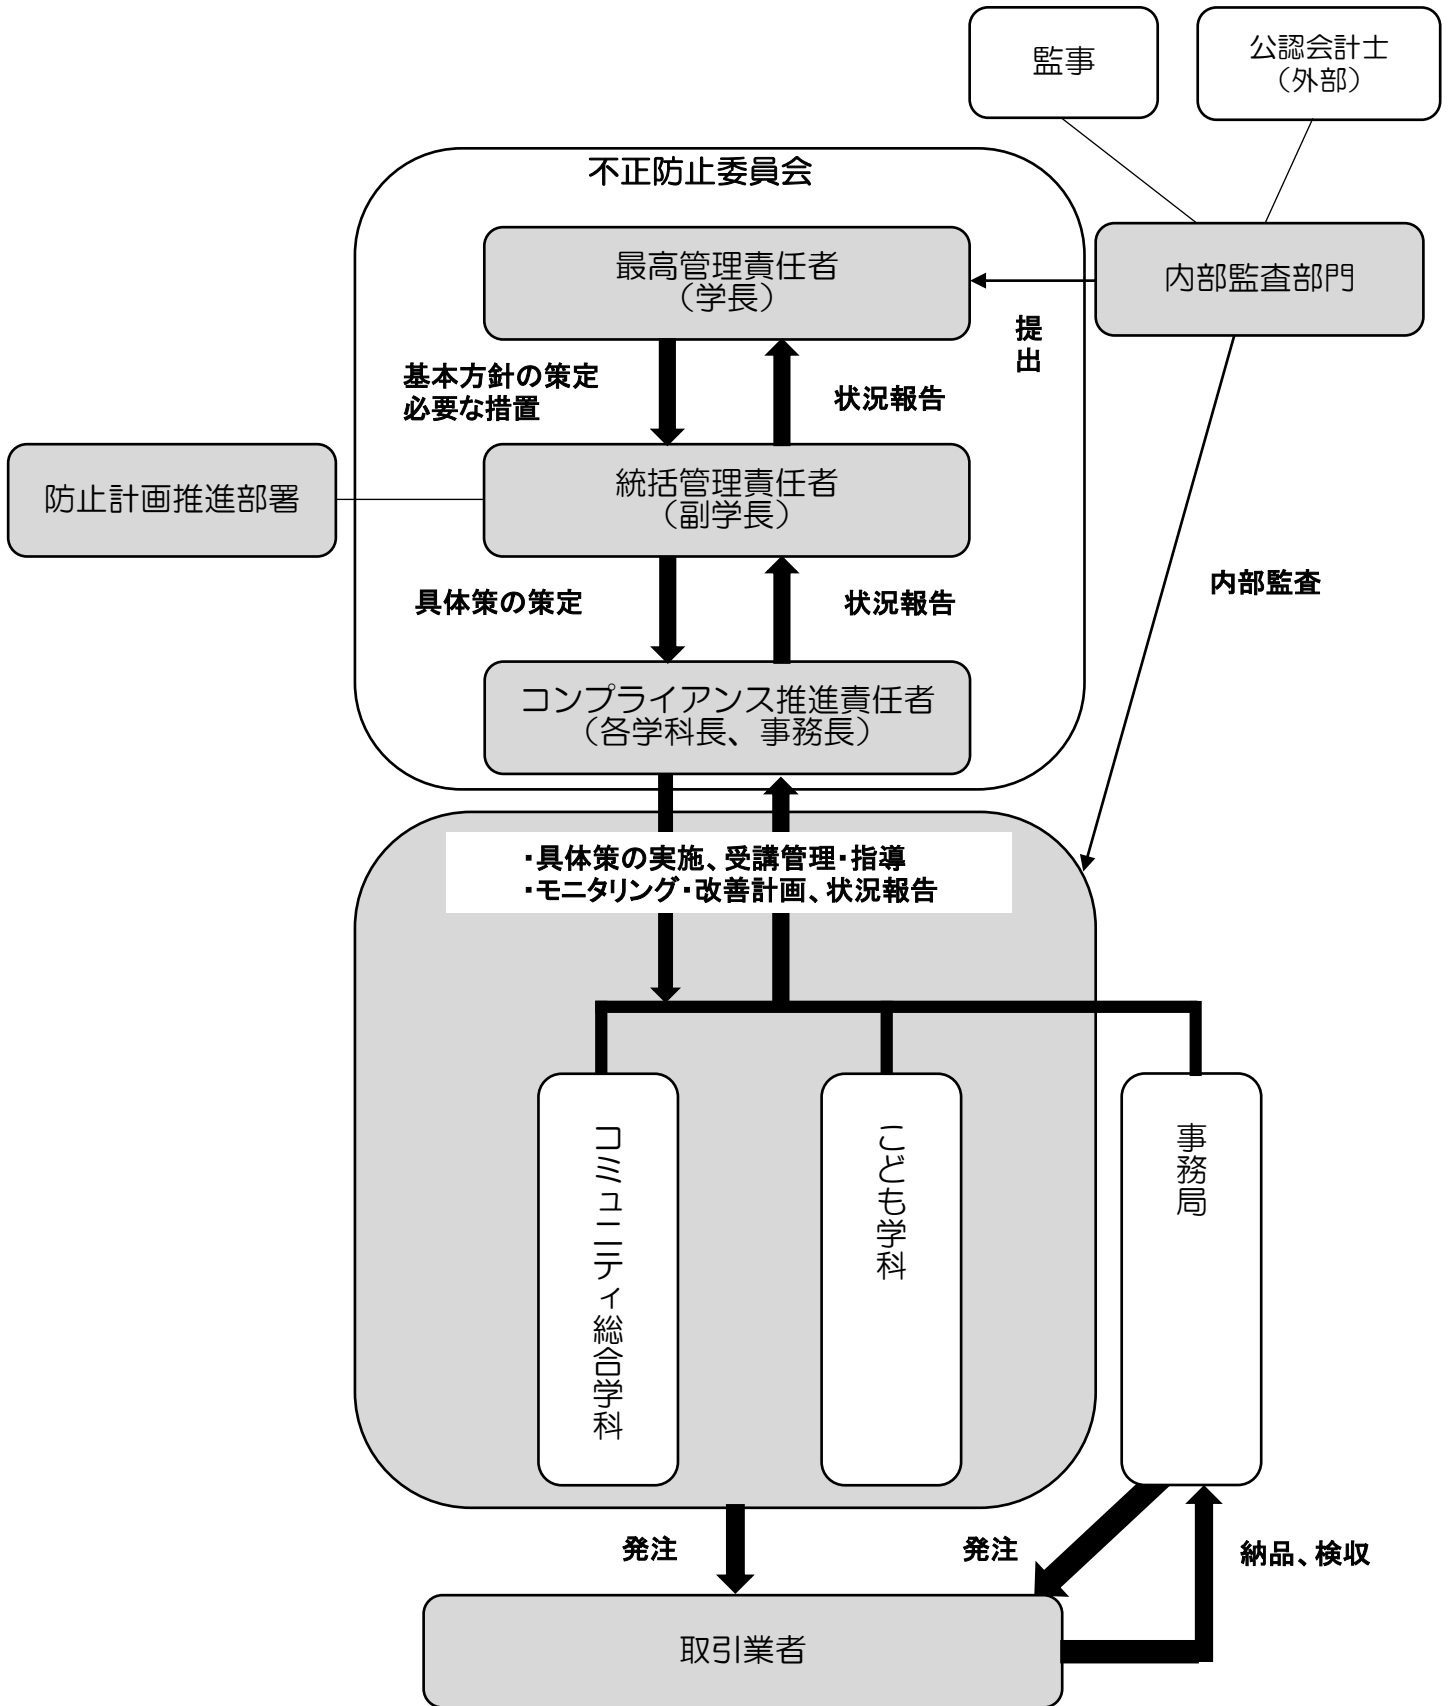 監事
公認会計士
（外部）
不正防止委員会
最高管理責任者
（学長）
内部監査部門
提
出
基本方針の策定
必要な措置
状況報告
防止計画推進部署
統括管理責任者
（副学長）
内部監査
具体策の策定
状況報告
コンプライアンス推進責任者
（各学科長、事務長）
・具体策の実施、受講管理・指導
・モニタリング・改善計画、状況報告
コミュニティ総合学科
こども学科
事務局
発注
発注
納品、検収
取引業者